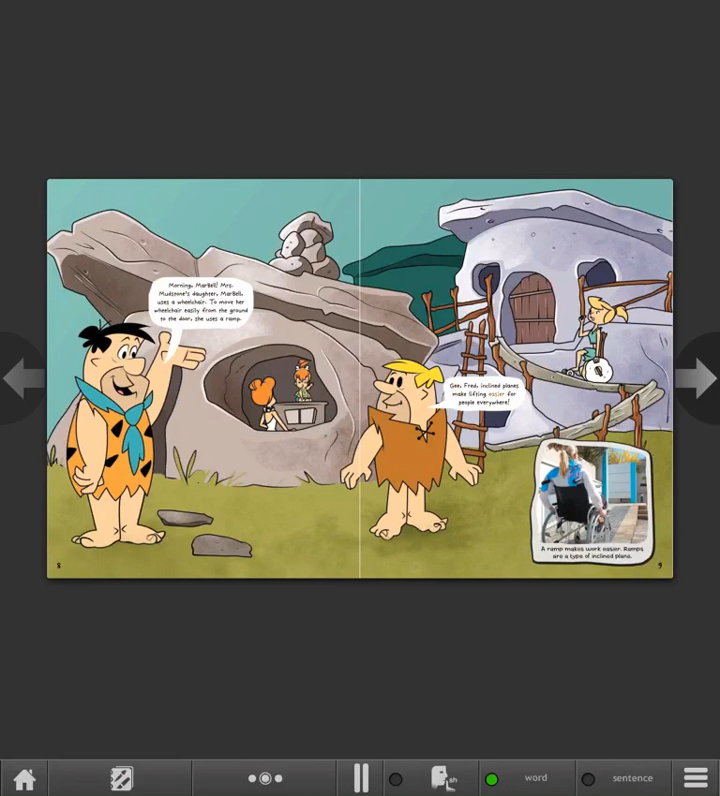 Morning, MarBell! Mrs.
Mudstone's daughter, MarBell,
uses a wheelchair. To move her
wheelchair easily from the ground
to the door, she uses a ramp.
Gee, Fred, inclined planes
make lifting easier for
people everywhere!
A ramp makes work easier. Ramps
are a type of inclined plane.
8
9
sh
word
sentence